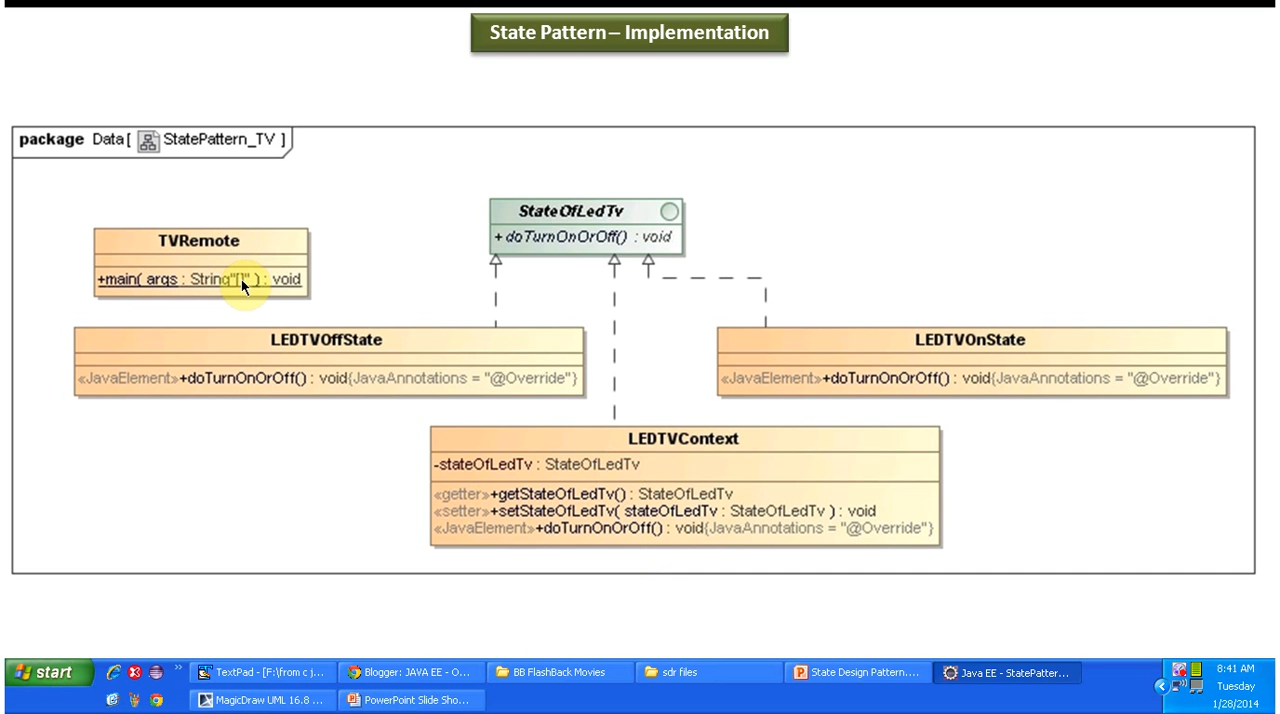 State Pattern – Implementation
package Data[ StatePattern_TV ]
StateOfLedTv
+ doTurnOnOrOff() : void
TVRemote
+main( args : String"[]" ) : void
LEDTVOffState
«JavaElement»+doTurnOnOrOff() : void{JavaAnnotations = "@Override"}
LEDTVOnState
«JavaElement»+doTurnOnOrOff() : void{JavaAnnotations = "@Override"}
LEDTVContext
-stateOfLedTv : StateOfLedTv
«getter»+getStateOfLedTv() : StateOfLedTv
«setter»+setStateOfLedTv( stateOfLedTv : StateOfLedTv ) : void
«JavaElement»+doTurnOnOrOff() : void{JavaAnnotations = "@Override"}
start
TextPad - [F:\from c j...
Blogger: JAVA EE - O...
BB FlashBack Movies
sdr files
State Design Pattern....
Java EE - StatePatter...
8:41 AM
Tuesday
1/28/2014
MagicDraw UML 16.8 ...
PowerPoint Slide Sho...